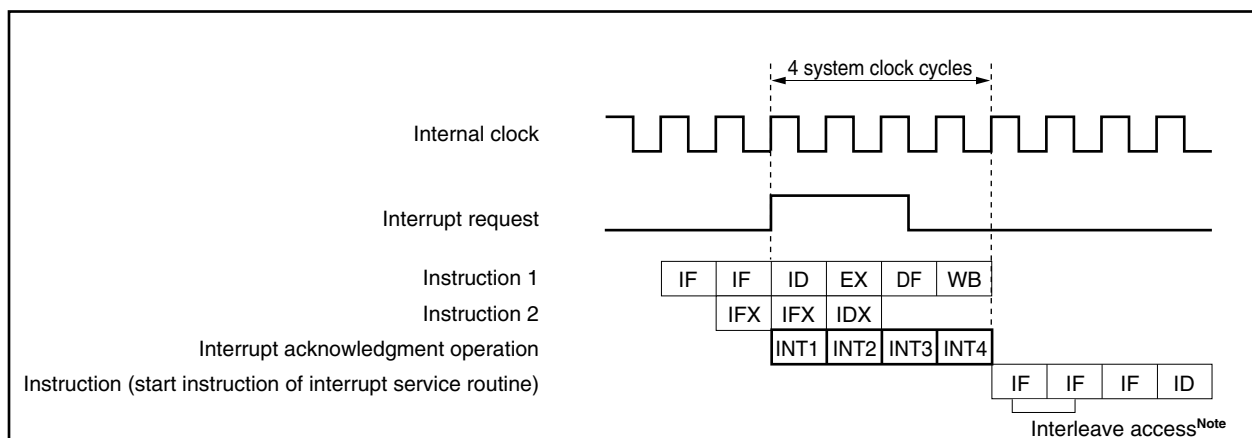 4 system clock cycles
Internal clock
Interrupt request
Instruction 1 IF IF ID EX DF WB
Instruction 2 IFX IFX IDX
Interrupt acknowledgment operation INT1 INT2 INT3 INT4
Instruction (start instruction of interrupt service routine) IF IF IF ID
Interleave accessNote